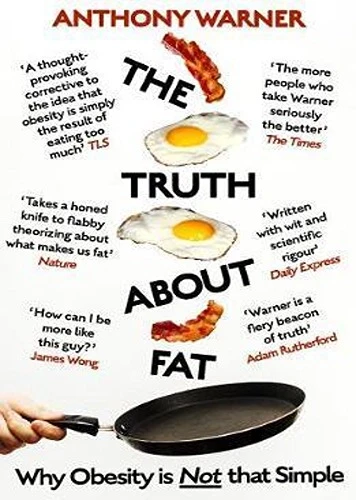 ANTHONY WARNER
'A thought-
provoking
corrective to
the idea that
obesity is simply
the result of
eating too
much' TLS
THE
'The more
people who
take Warner
seriously
the better'
The Times
TRUTH
'Takes a honed
knife to flabby
theorizing about
what makes us fat'
Nature
'Written
with wit and
scientific
rigour'
Daily Express
ABOUT
'How can I be
more like
this guy?'
James Wong
'Warner is a
fiery beacon
of truth'
Adam Rutherford
FAT
Why Obesity is Not that Simple